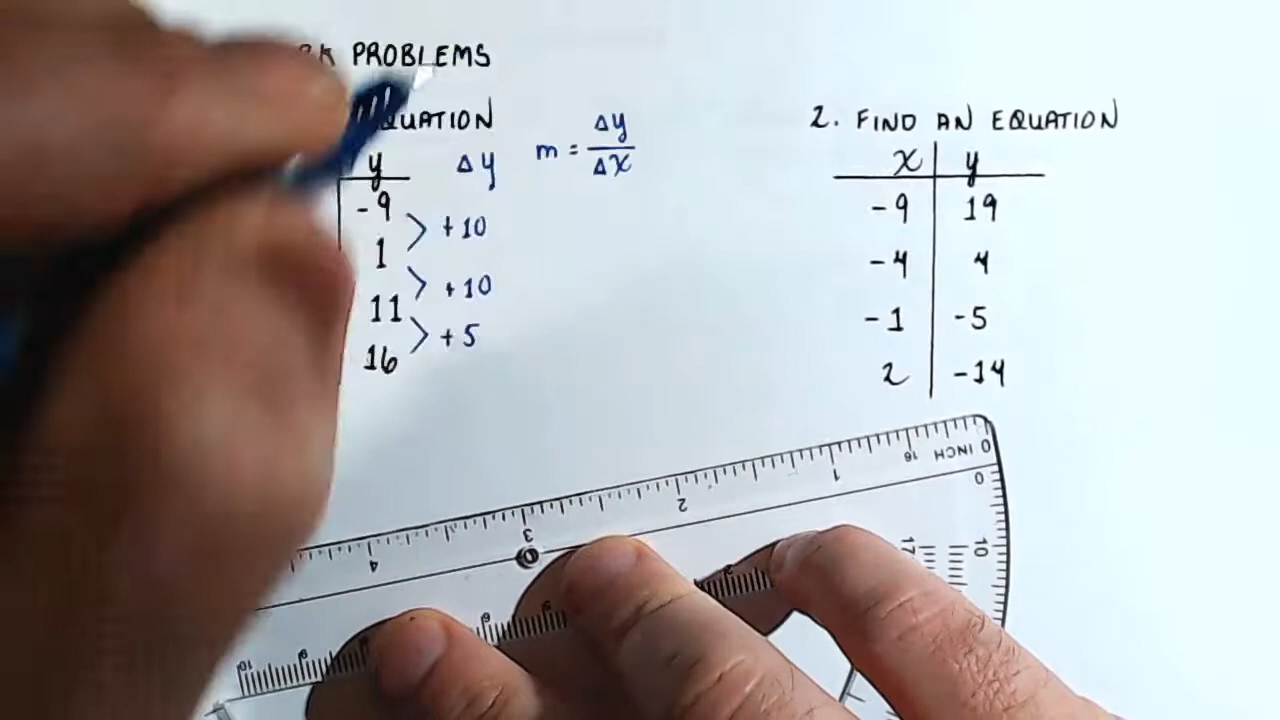 PROBLEMS
EQUATION
y Δy m = Δy/Δx
-9
+10
1
+10
11
+5
16
2. FIND AN EQUATION
x y
-9 19
-4 4
-1 -5
2 -14
0 INCH 16 1 2 3 4
0
10